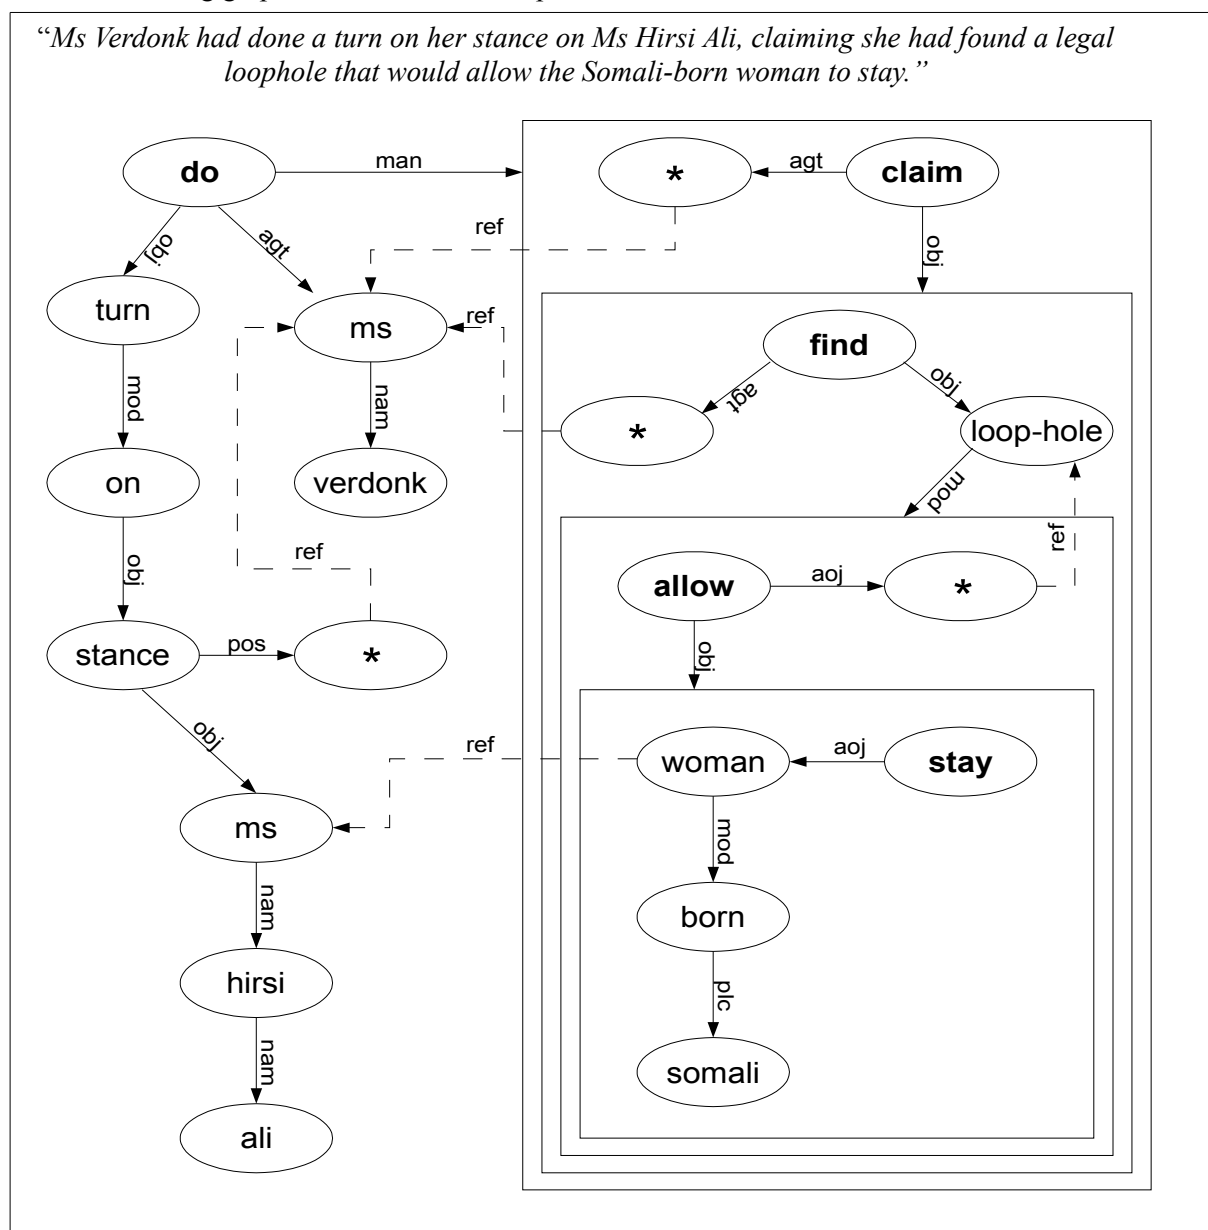 “Ms Verdonk had done a turn on her stance on Ms Hirsi Ali, claiming she had found a legal
loophole that would allow the Somali-born woman to stay.”
do man * agt claim
ref
obj agt obj
turn ms ref find
mod nam agt obj
* loop-hole
on verdonk mod
ref ref
obj allow aoj *
stance pos * obj
obj ref woman aoj stay
ms mod
nam born
hirsi plc
nam somali
ali